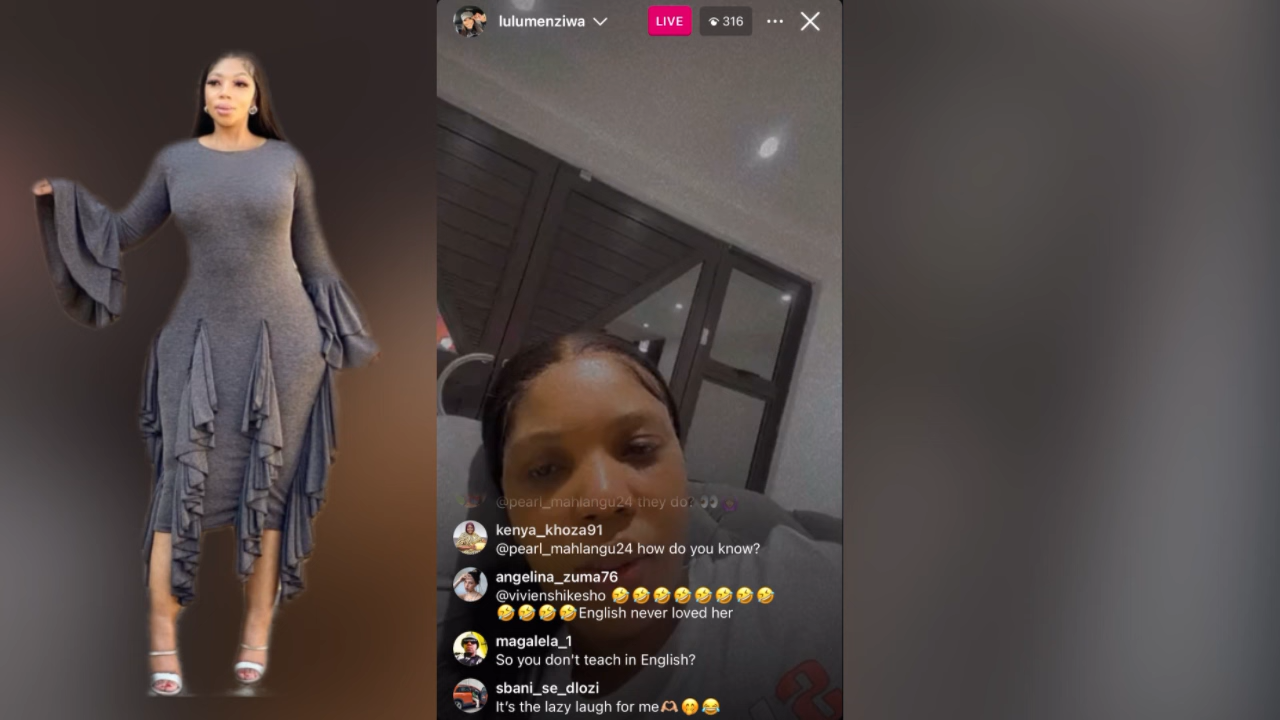 lulumenziwa
LIVE 316
@pearl_mahlangu24 they do? 👀
kenya_khoza91
@pearl_mahlangu24 how do you know?
angelina_zuma76
@vivienshikesho 🤣🤣🤣🤣🤣🤣🤣🤣
🤣🤣🤣🤣English never loved her
magalela_1
So you don't teach in English?
sbani_se_dlozi
It's the lazy laugh for me🫶🏽🤭😂